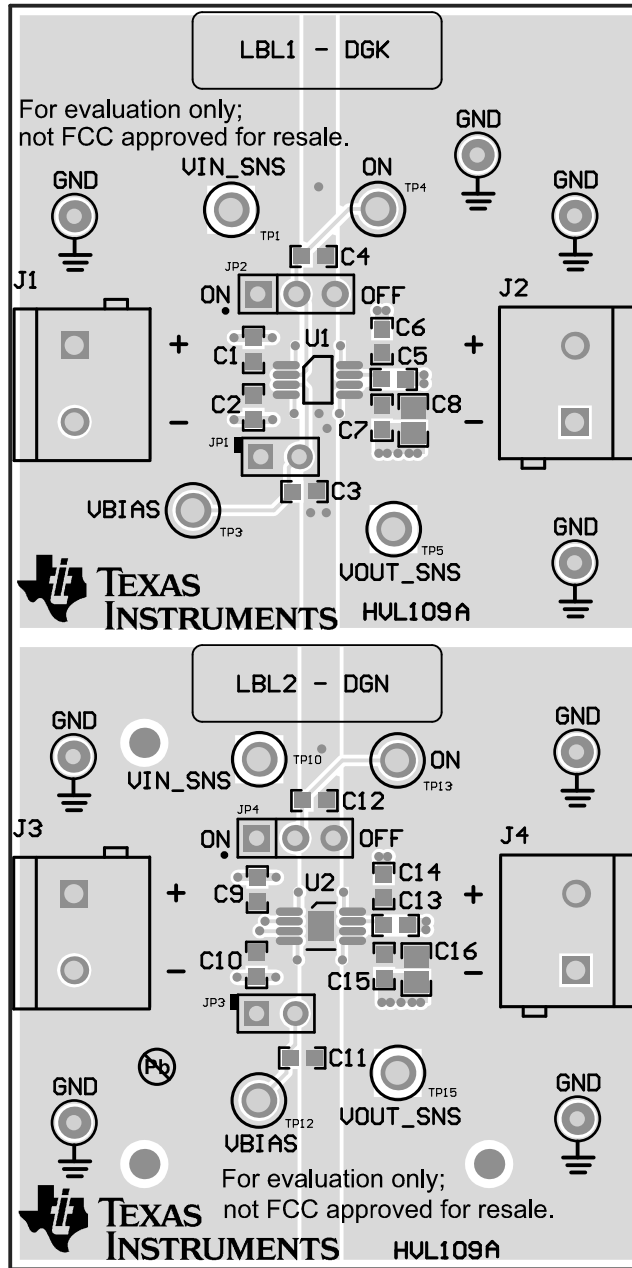 LBL1 - DGK
For evaluation only;
not FCC approved for resale.
GND
VIN_SNS
ON
GND
TP4
GND
TP1
C4
J1
JP2
J2
ON
OFF
+
C1
U1
C6
C5
+
-
C2
C7
C8
-
JP1
C3
VBIAS
TP3
TP5
VOUT_SNS
GND
TEXAS
INSTRUMENTS
HVL109A
LBL2 - DGN
GND
VIN_SNS
TP10
ON
TP13
GND
C12
J3
JP4
J4
ON
OFF
+
C9
U2
C14
C13
+
-
C10
C15
C16
-
JP3
C11
Pb
GND
TP12
VBIAS
TP15
VOUT_SNS
GND
For evaluation only;
not FCC approved for resale.
TEXAS
INSTRUMENTS
HVL109A